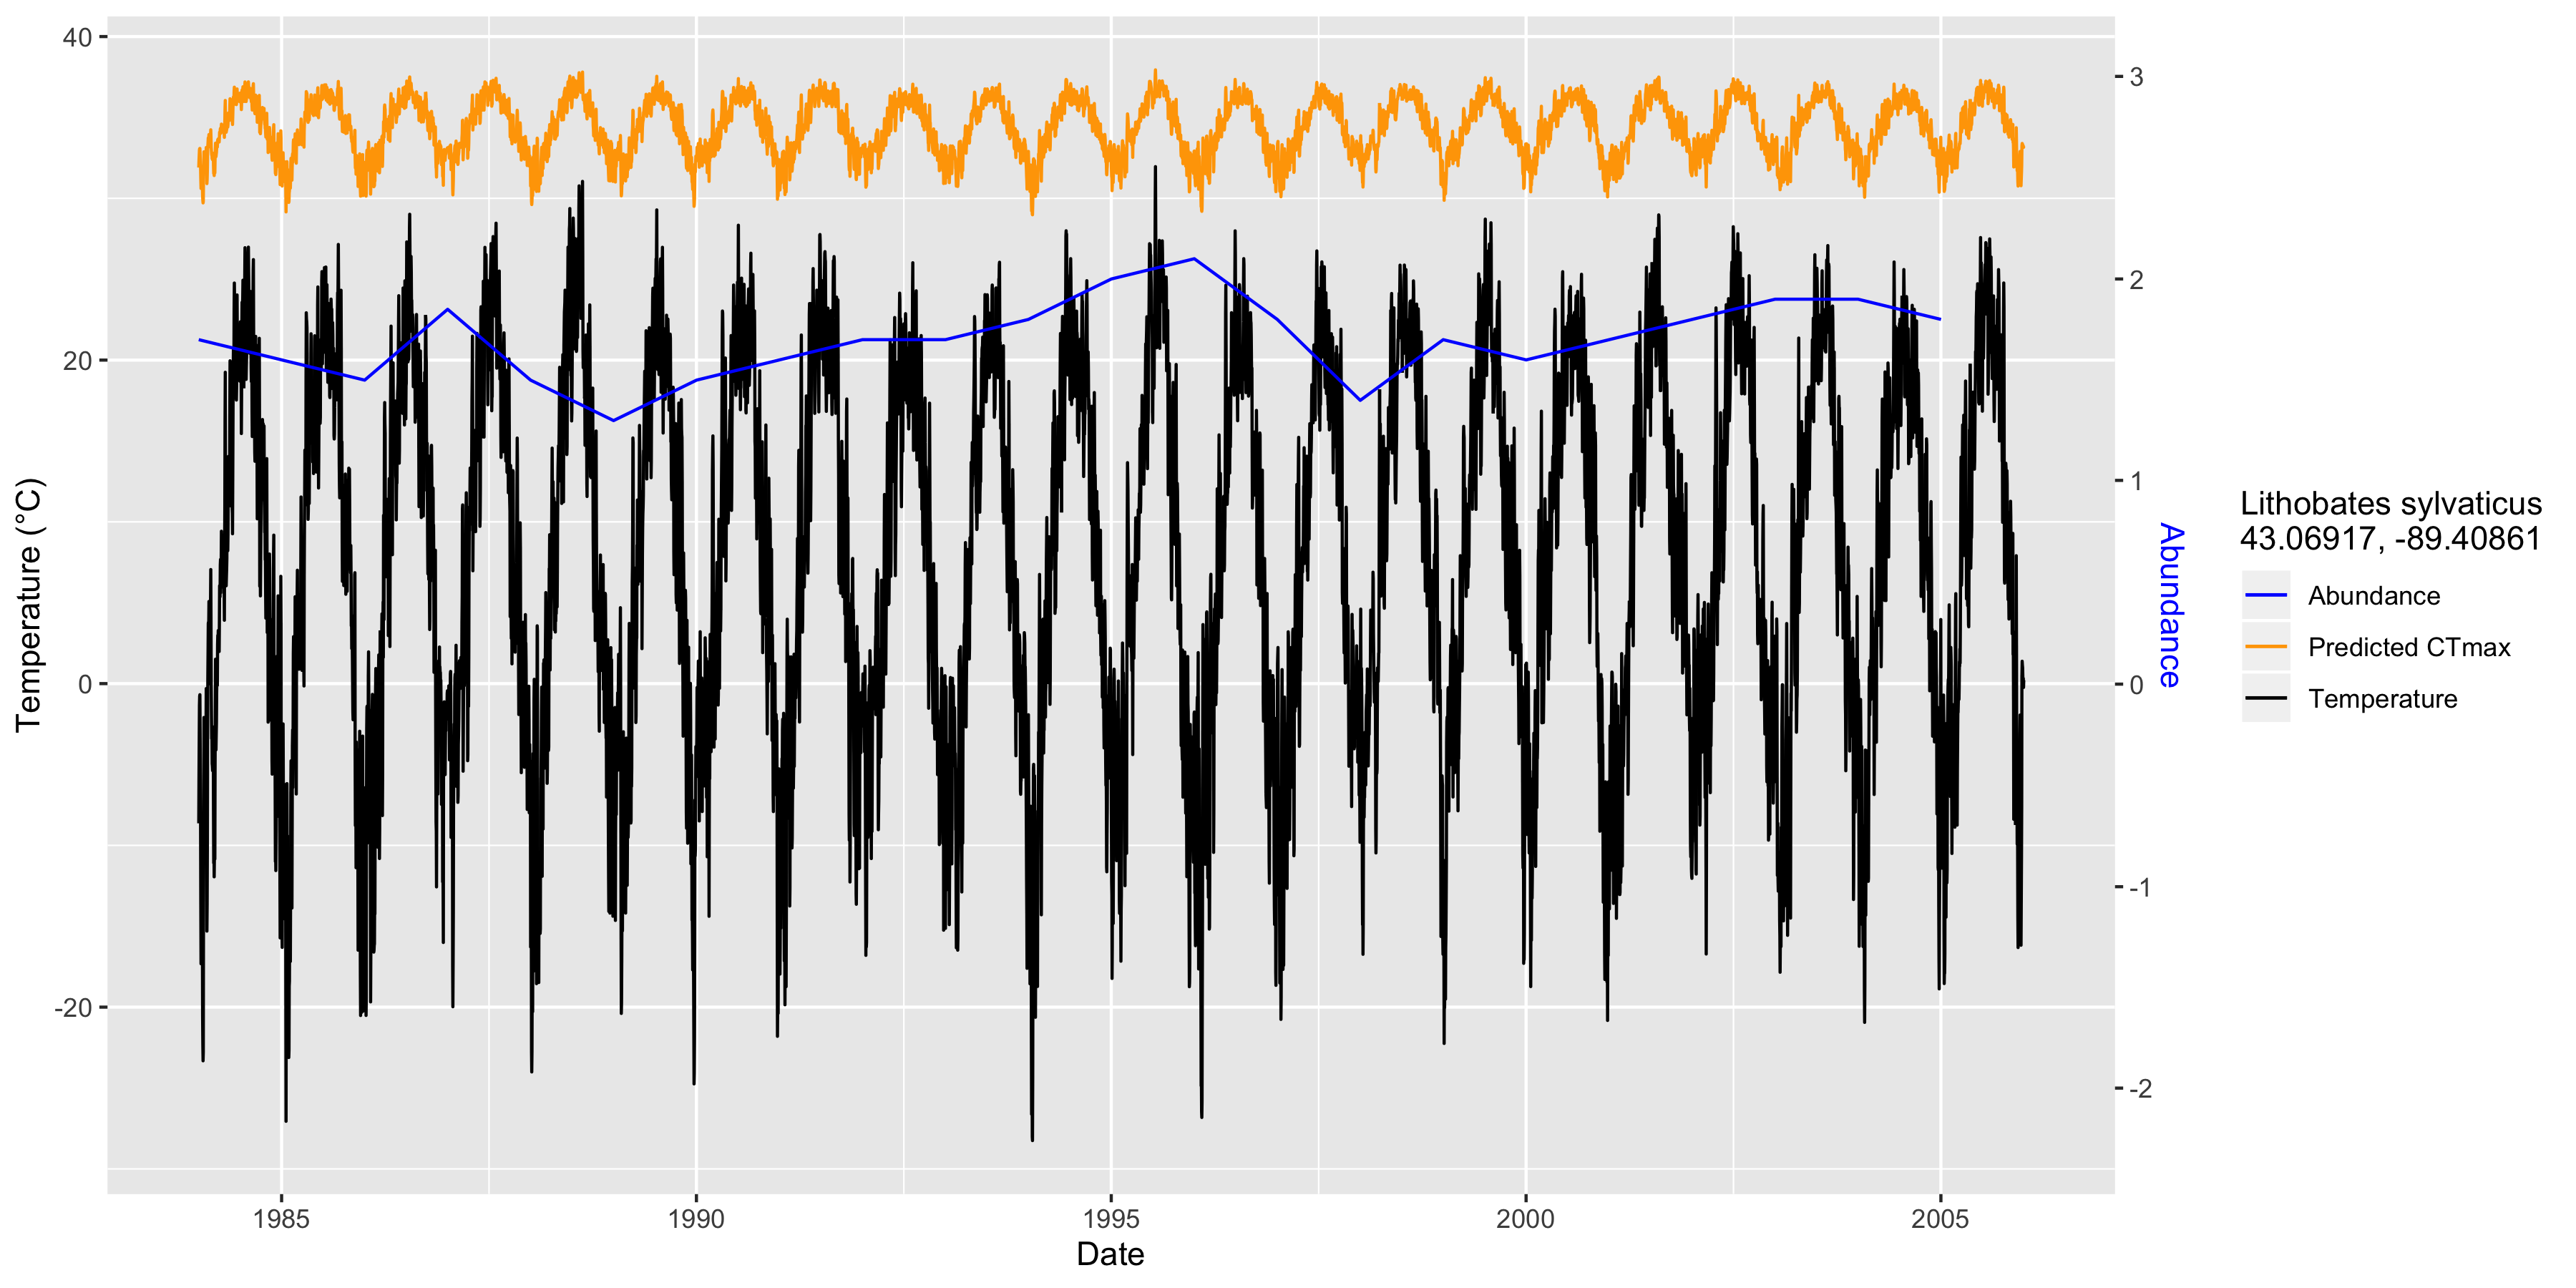 40
20
0
-20
Temperature (°C)
3
2
1
0
-1
-2
Abundance
1985
1990
1995
2000
2005
Date
Lithobates sylvaticus
43.06917, -89.40861
Abundance
Predicted CTmax
Temperature